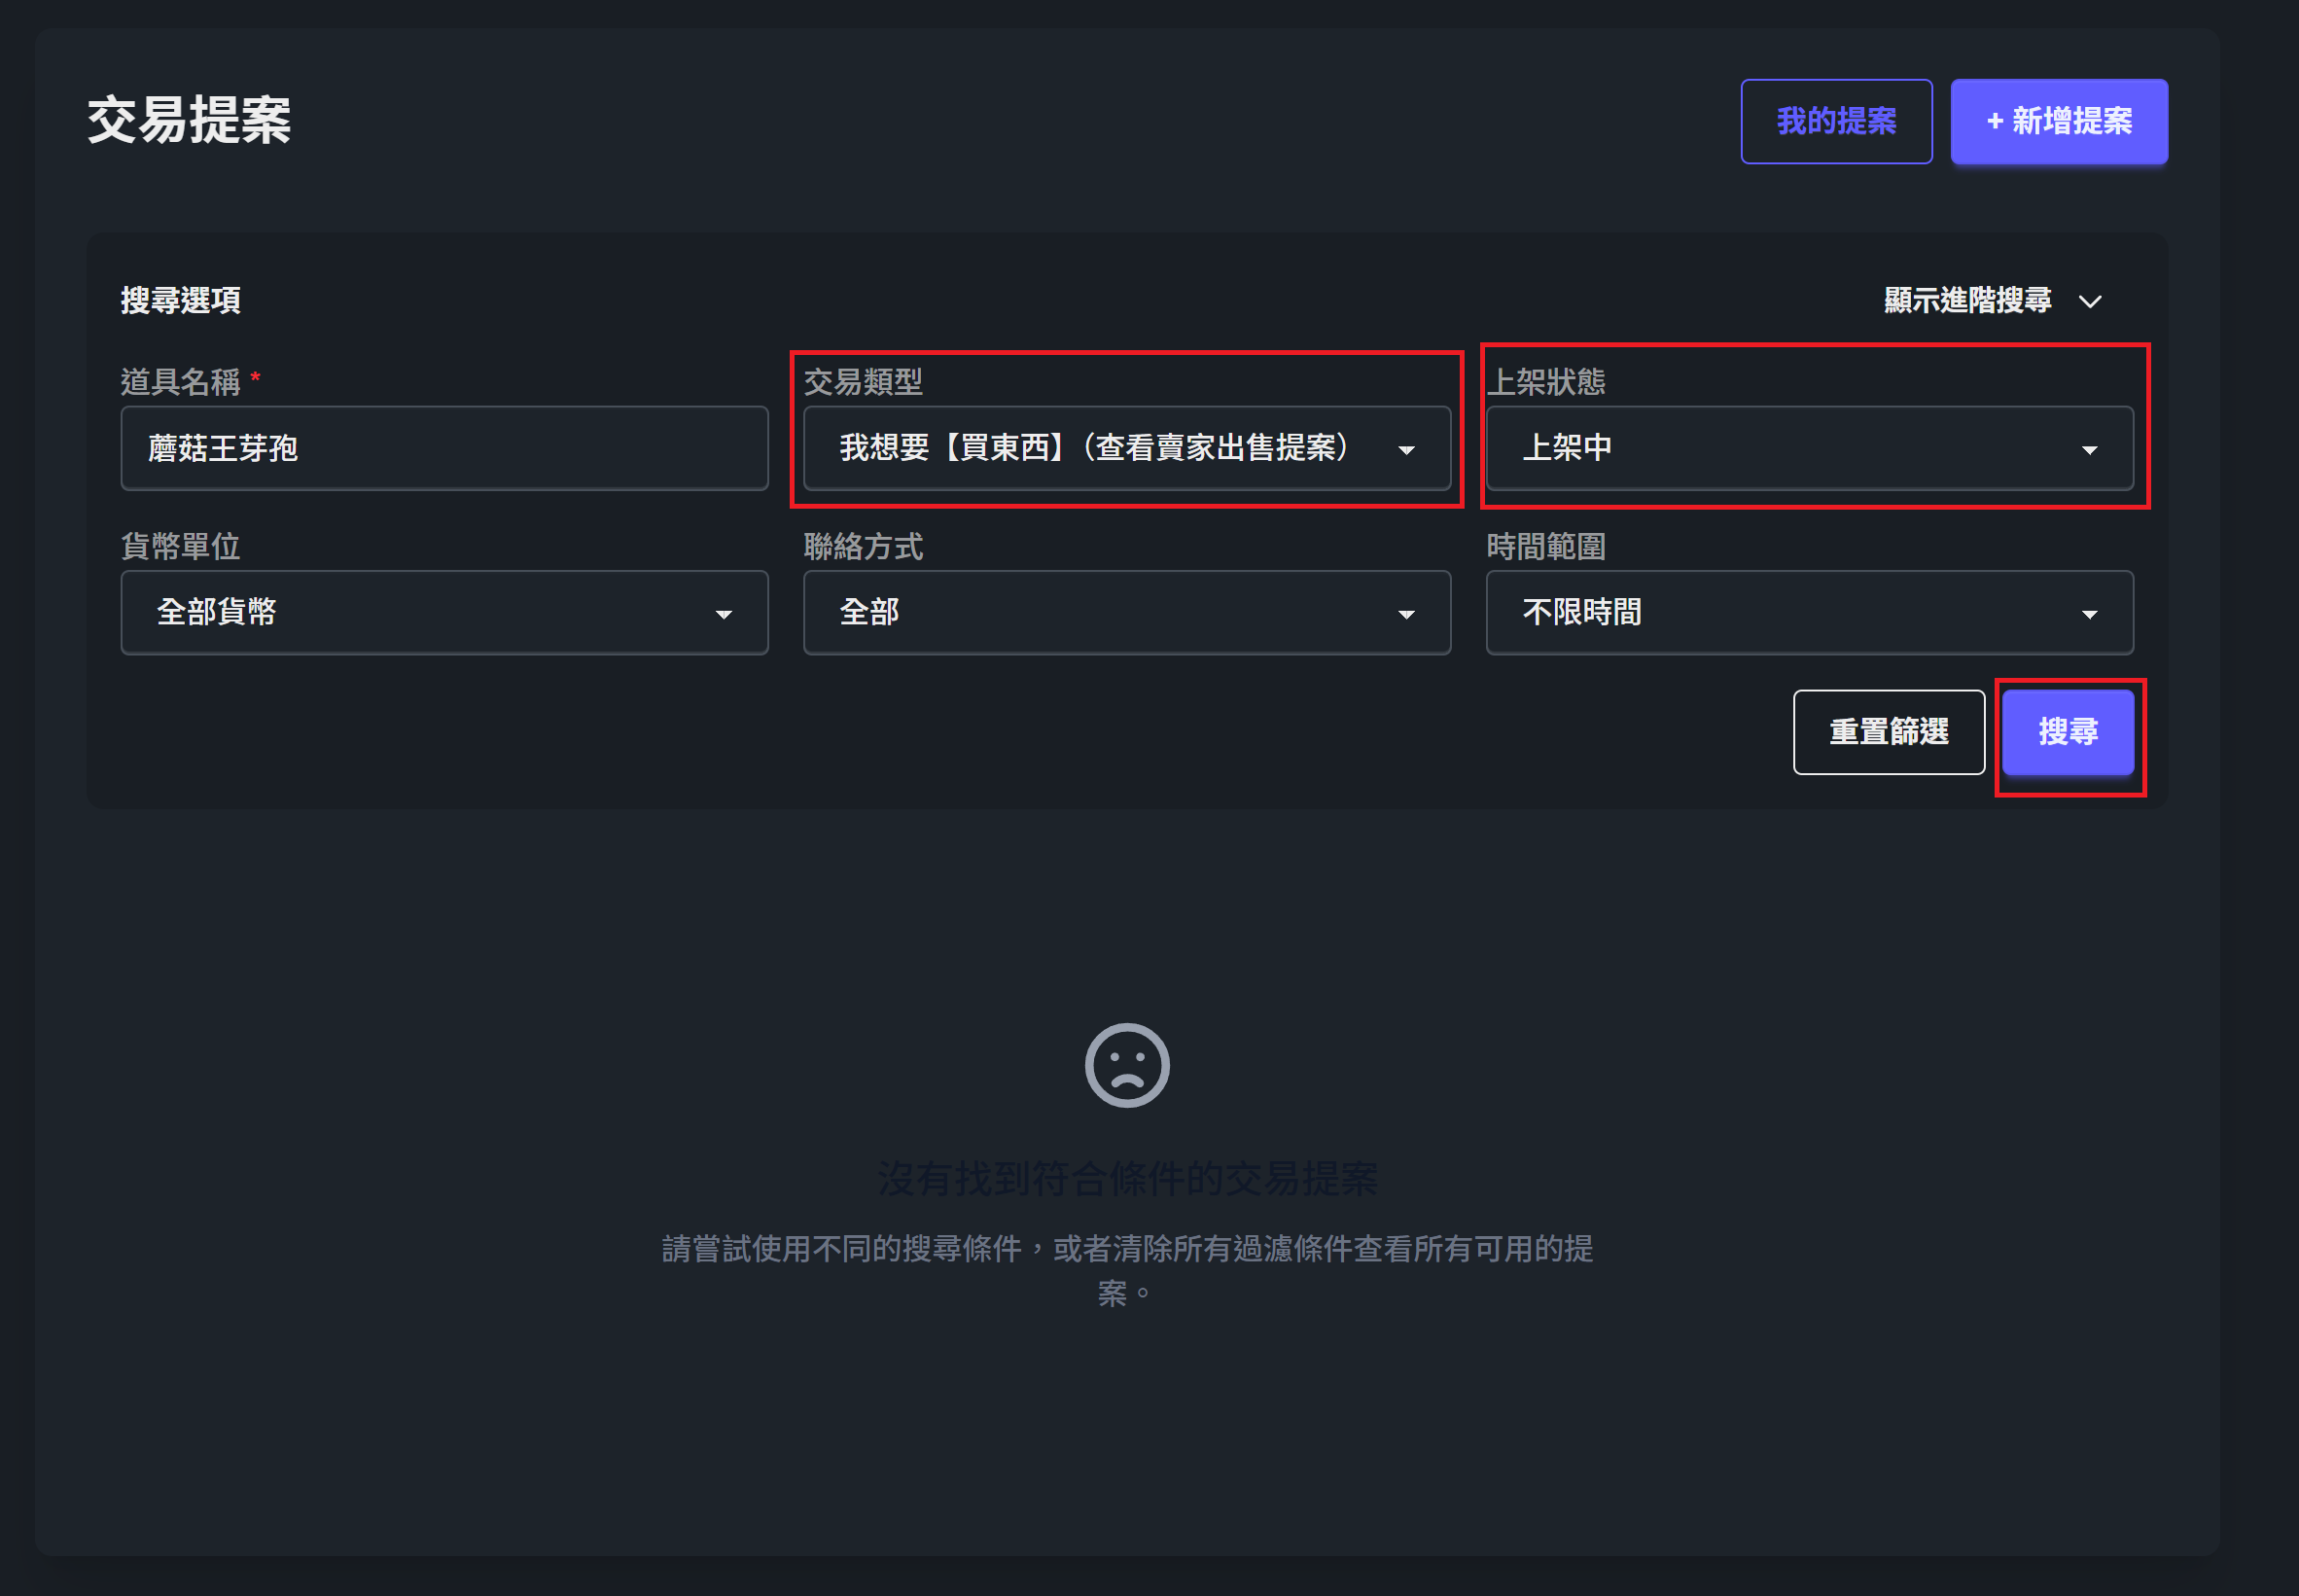 交易提案
我的提案
+ 新增提案
搜尋選項
顯示進階搜尋
道具名稱 *
交易類型
上架狀態
蘑菇王芽孢
我想要【買東西】（查看賣家出售提案）
上架中
貨幣單位
聯絡方式
時間範圍
全部貨幣
全部
不限時間
重置篩選
搜尋
沒有找到符合條件的交易提案
請嘗試使用不同的搜尋條件，或者清除所有過濾條件查看所有可用的提
案。